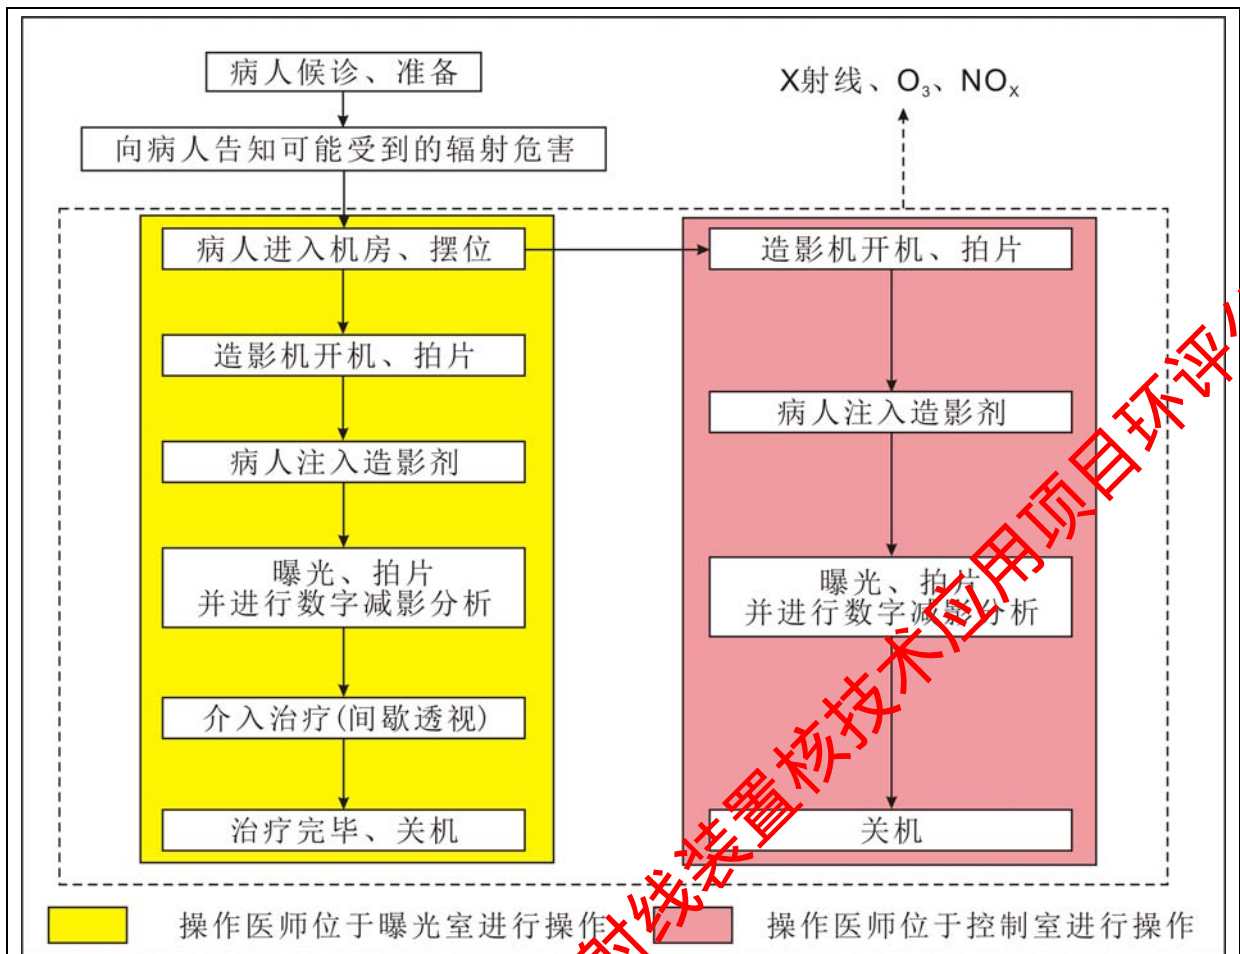 病人候诊、准备
向病人告知可能受到的辐射危害
X射线、O₃、NOₓ
病人进入机房、摆位
造影机开机、拍片
病人注入造影剂
曝光、拍片
并进行数字减影分析
介入治疗(间歇透视)
治疗完毕、关机
造影机开机、拍片
病人注入造影剂
曝光、拍片
并进行数字减影分析
关机
操作医师位于曝光室进行操作
操作医师位于控制室进行操作
射线装置核技术应用项目环评